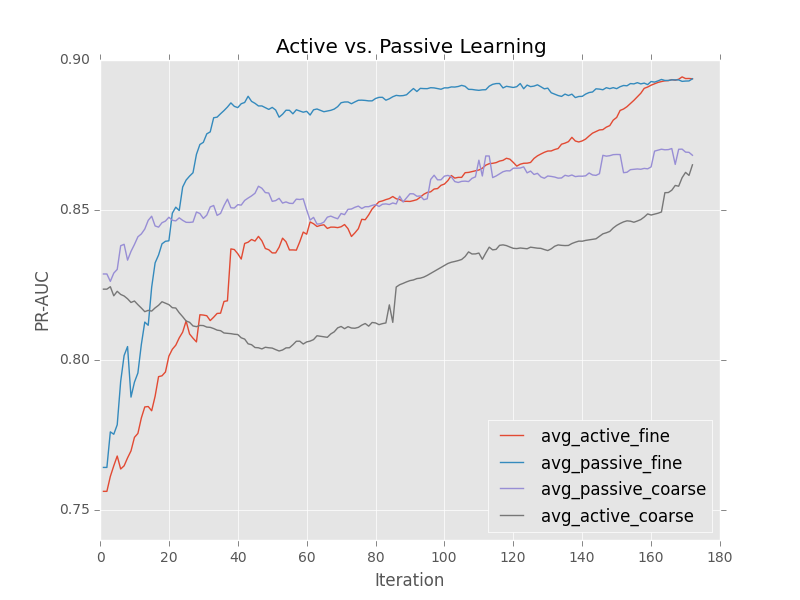 Active vs. Passive Learning
0.90
0.85
0.80
0.75
PR-AUC
avg_active_fine
avg_passive_fine
avg_passive_coarse
avg_active_coarse
0 20 40 60 80 100 120 140 160 180
Iteration